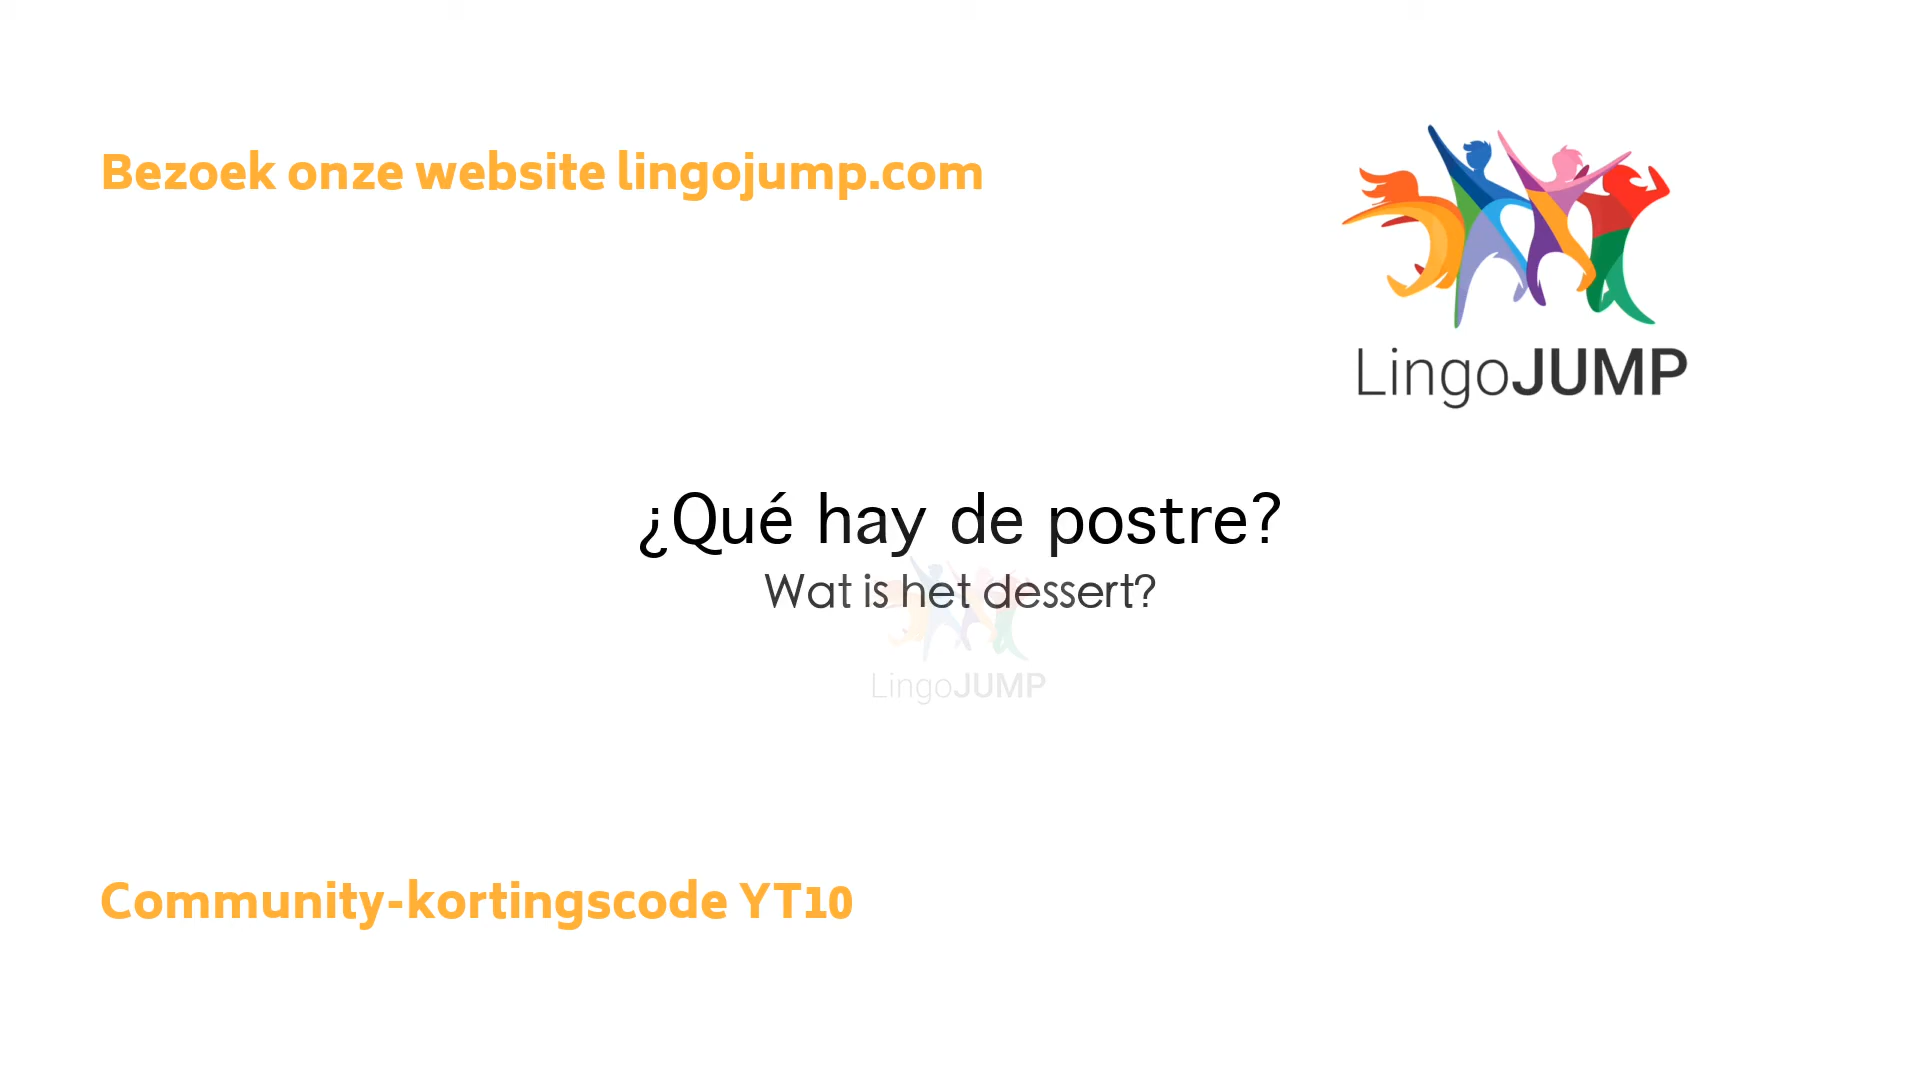 Bezoek onze website lingojump.com
LingoJUMP
¿Qué hay de postre?
Wat is het dessert?
LingoJUMP
Community-kortingscode YT10